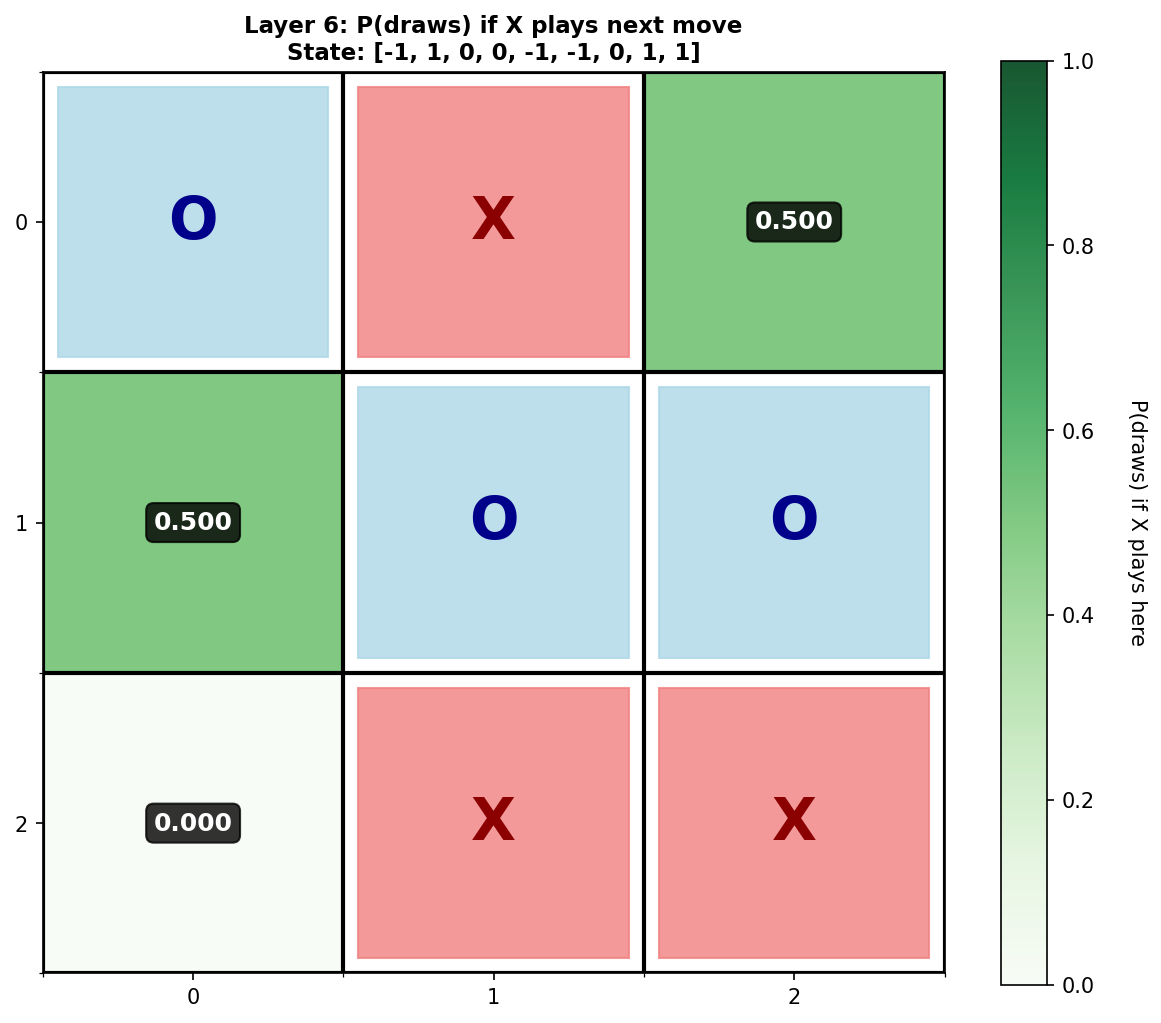 Layer 6: P(draws) if X plays next move
State: [-1, 1, 0, 0, -1, -1, 0, 1, 1]
O
X
0.500
0.500
O
O
0.000
X
X
0
1
2
0
1
2
1.0
0.8
0.6
0.4
0.2
0.0
P(draws) if X plays here